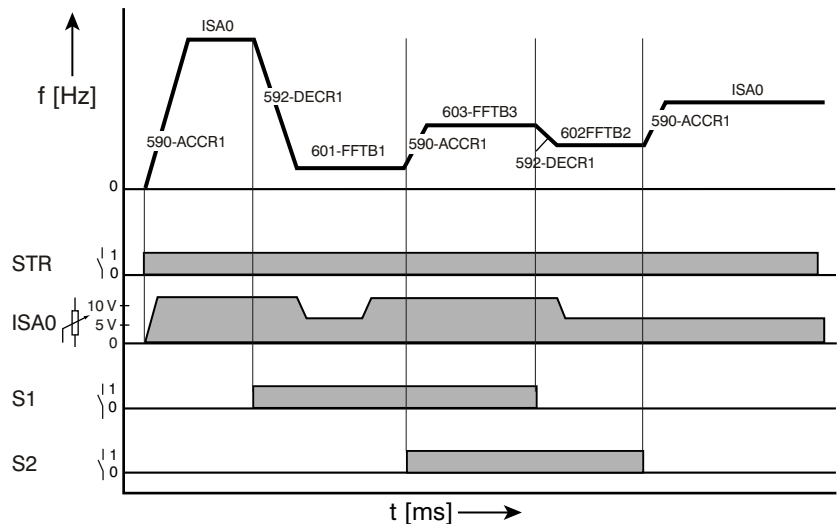 ISA0
f [Hz]
592-DECR1
603-FFTB3
ISA0
590-ACCR1
601-FFTB1
590-ACCR1
592-DECR1
602FFTB2
590-ACCR1
0
STR
1
0
ISA0
10 V
5 V
0
S1
1
0
S2
1
0
t [ms]